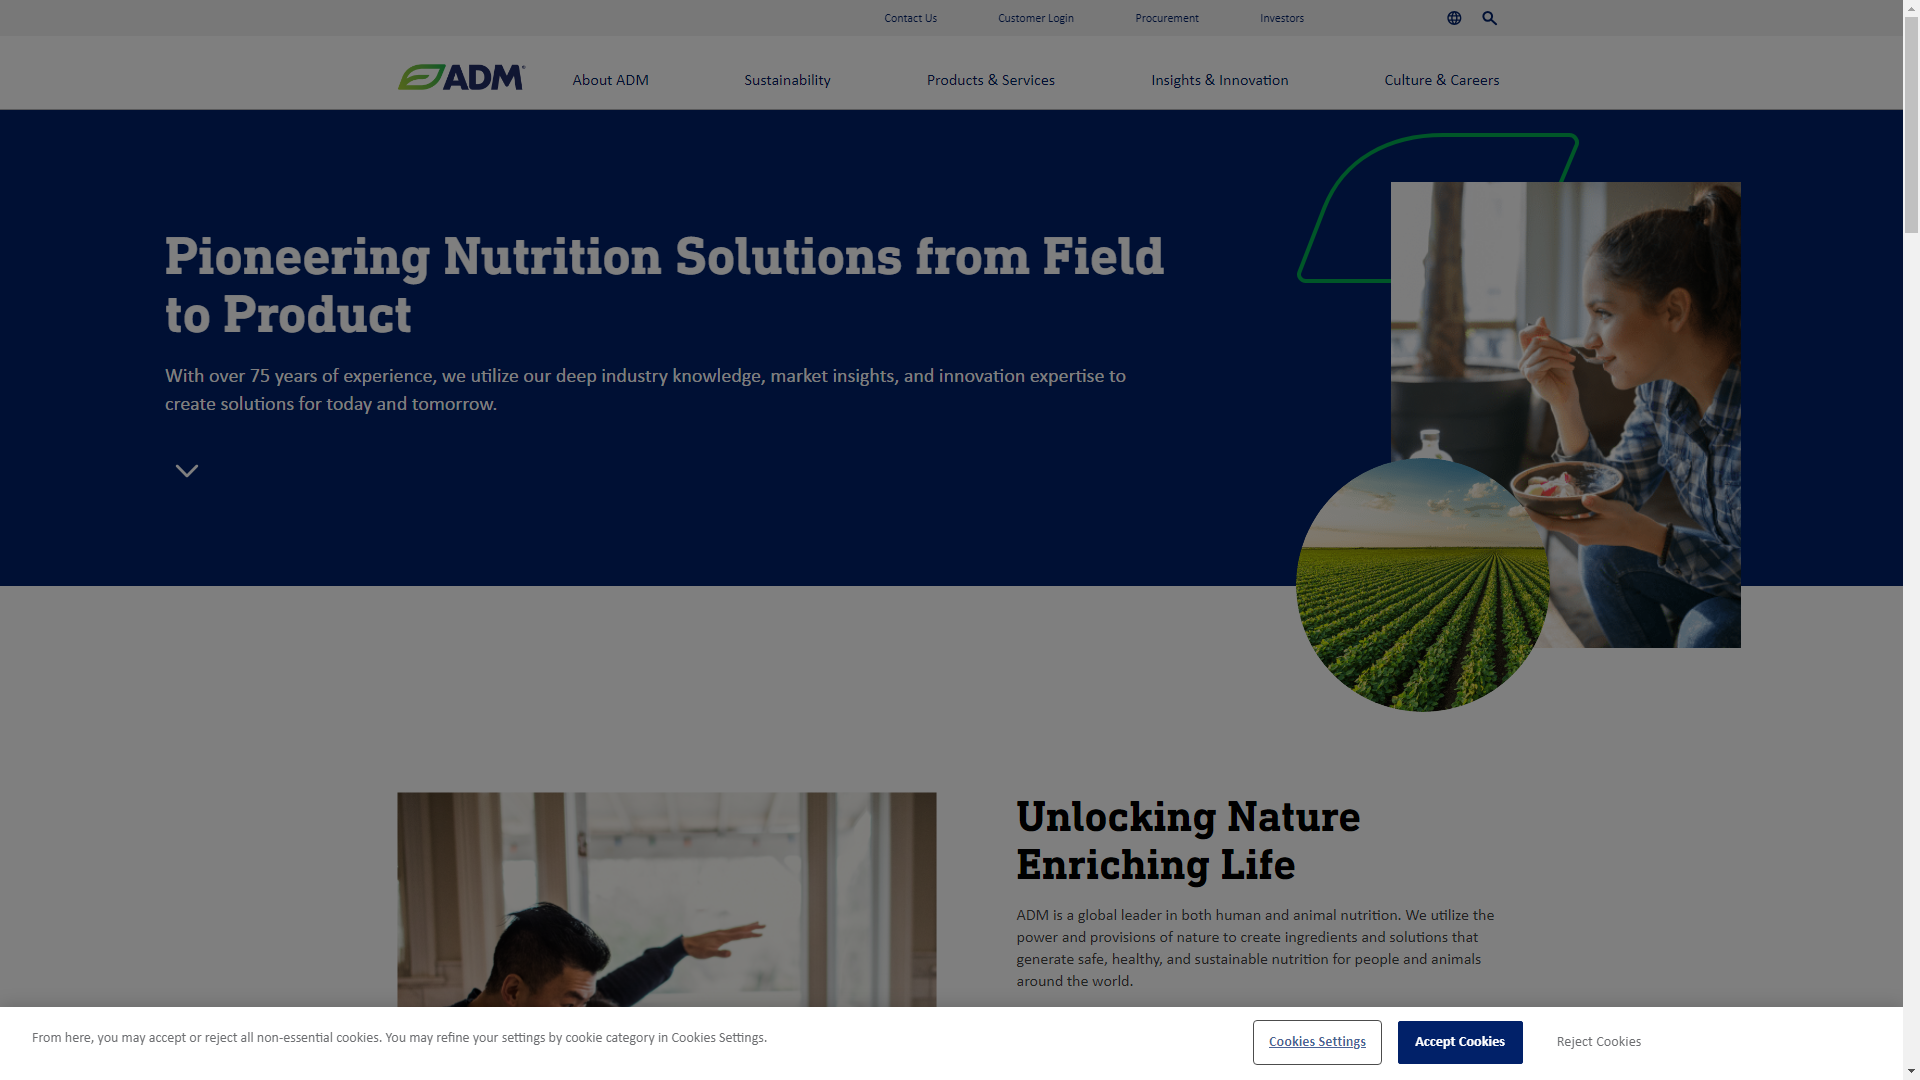 Contact Us
Customer Login
Procurement
Investors
ADM
About ADM
Sustainability
Products & Services
Insights & Innovation
Culture & Careers
Pioneering Nutrition Solutions from Field
to Product
With over 75 years of experience, we utilize our deep industry knowledge, market insights, and innovation expertise to
create solutions for today and tomorrow.
Unlocking Nature
Enriching Life
ADM is a global leader in both human and animal nutrition. We utilize the
power and provisions of nature to create ingredients and solutions that
generate safe, healthy, and sustainable nutrition for people and animals
around the world.
From here, you may accept or reject all non-essential cookies. You may refine your settings by cookie category in Cookies Settings.
Cookies Settings
Accept Cookies
Reject Cookies